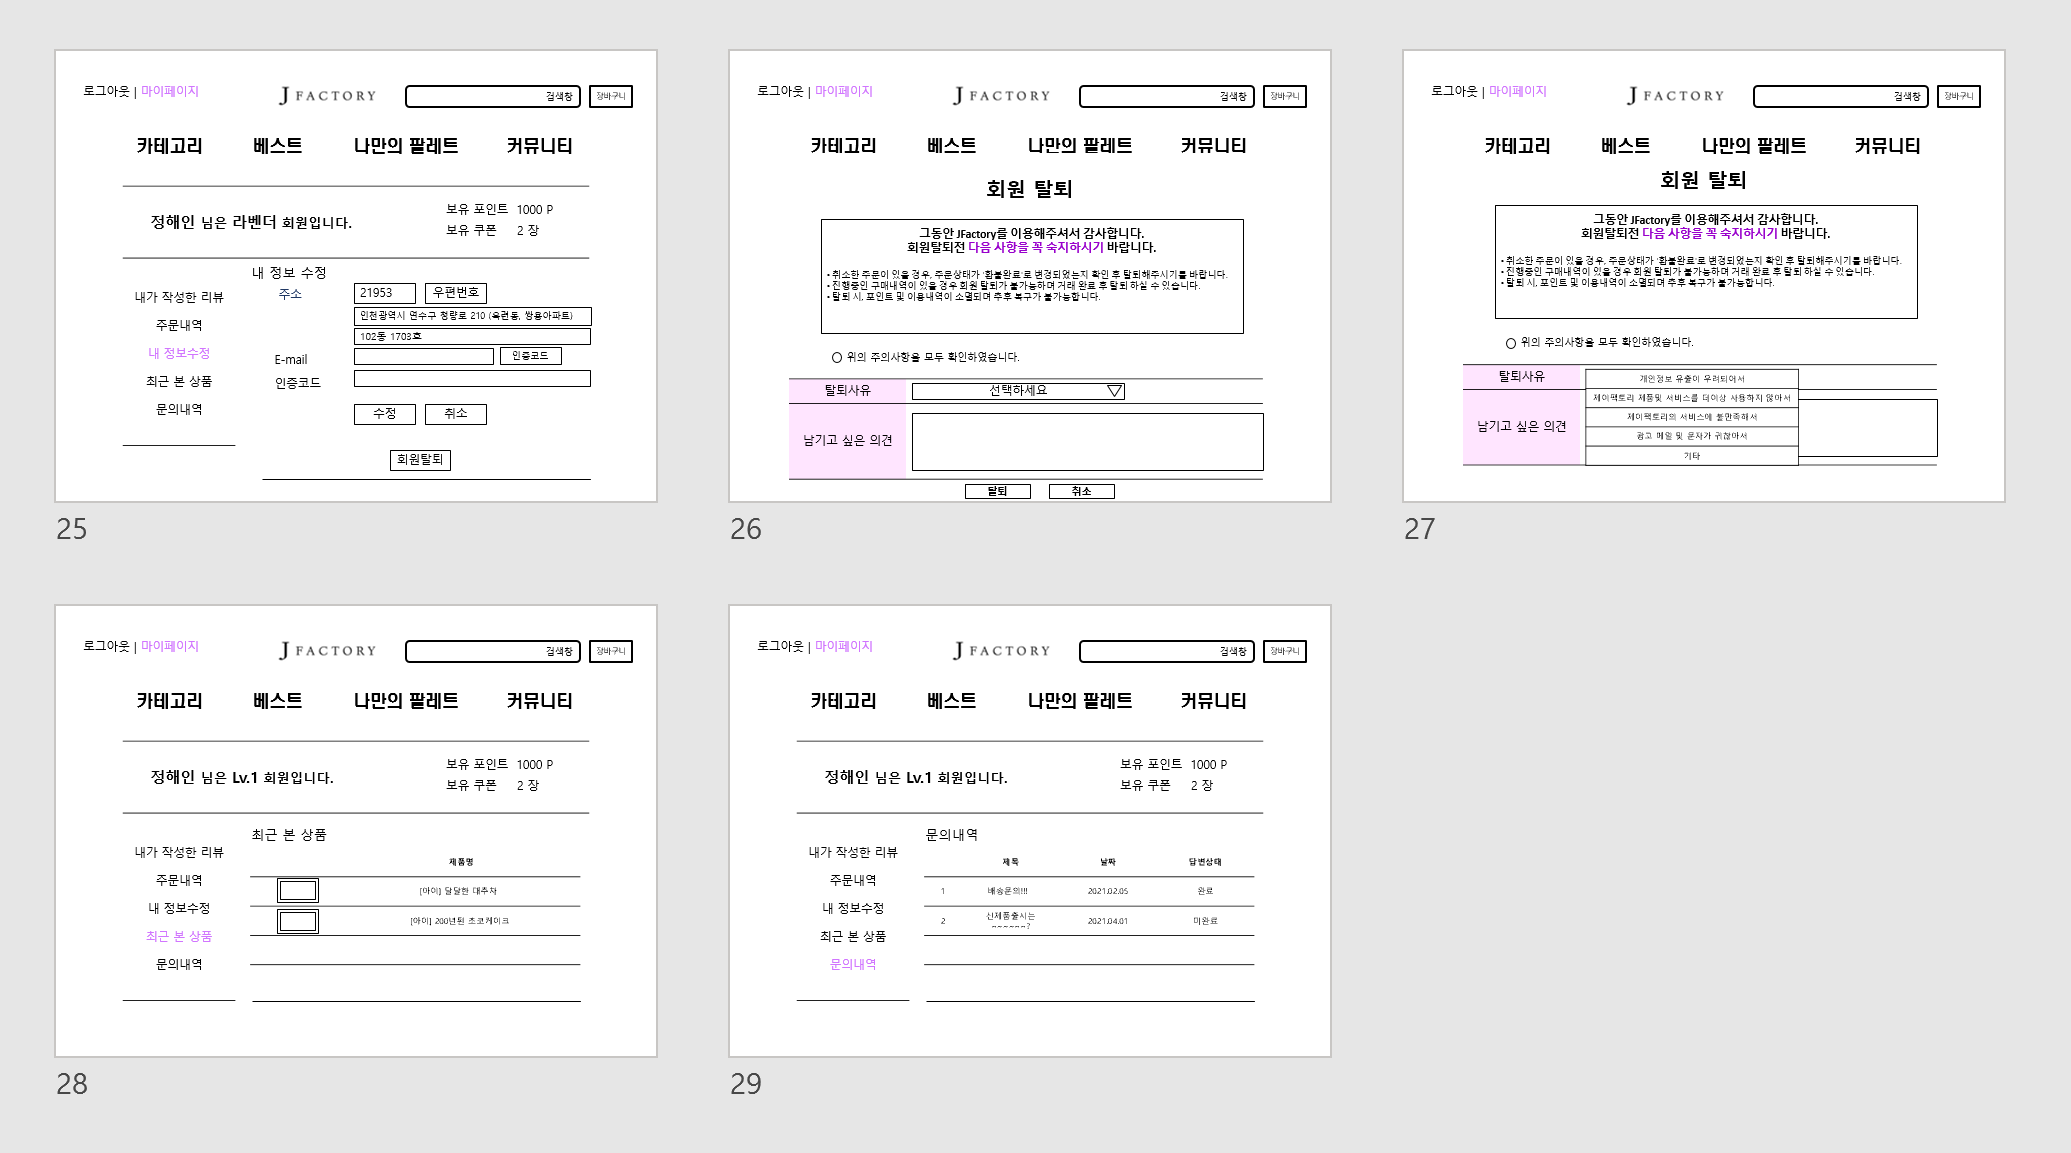 로그아웃 | 마이페이지
J FACTORY
검색창
장바구니
카테고리 베스트 나만의 팔레트 커뮤니티
정해인 님은 라벤더 회원입니다.
보유 포인트 1000 P
보유 쿠폰 2 장
내가 작성한 리뷰
주문내역
내 정보수정
최근 본 상품
문의내역
내 정보 수정
주소 21953 우편번호
인천광역시 연수구 청량로 210 (옥련동, 쌍용아파트)
102동 1703호
E-mail 인증코드
인증코드
수정 취소
회원탈퇴
25
로그아웃 | 마이페이지
J FACTORY
검색창
장바구니
카테고리 베스트 나만의 팔레트 커뮤니티
회원 탈퇴
그동안 JFactory를 이용해주셔서 감사합니다.
회원탈퇴전 다음 사항을 꼭 숙지하시기 바랍니다.
• 취소한 주문이 있을 경우, 주문상태가 '환불완료'로 변경되었는지 확인 후 탈퇴해주시기를 바랍니다.
• 진행중인 구매내역이 있을 경우 회원 탈퇴가 불가능하며 거래 완료 후 탈퇴 하실 수 있습니다.
• 탈퇴 시, 포인트 및 이용내역이 소멸되며 추후 복구가 불가능합니다.
위의 주의사항을 모두 확인하였습니다.
탈퇴사유 선택하세요
남기고 싶은 의견
탈퇴 취소
26
로그아웃 | 마이페이지
J FACTORY
검색창
장바구니
카테고리 베스트 나만의 팔레트 커뮤니티
회원 탈퇴
그동안 JFactory를 이용해주셔서 감사합니다.
회원탈퇴전 다음 사항을 꼭 숙지하시기 바랍니다.
• 취소한 주문이 있을 경우, 주문상태가 '환불완료'로 변경되었는지 확인 후 탈퇴해주시기를 바랍니다.
• 진행중인 구매내역이 있을 경우 회원 탈퇴가 불가능하며 거래 완료 후 탈퇴 하실 수 있습니다.
• 탈퇴 시, 포인트 및 이용내역이 소멸되며 추후 복구가 불가능합니다.
위의 주의사항을 모두 확인하였습니다.
탈퇴사유
남기고 싶은 의견
개인정보 유출이 우려되어서
제이팩토리 제품및 서비스를 더이상 사용하지 않아서
제이팩토리의 서비스에 불만족해서
광고 메일 및 문자가 귀찮아서
기타
27
로그아웃 | 마이페이지
J FACTORY
검색창
장바구니
카테고리 베스트 나만의 팔레트 커뮤니티
정해인 님은 Lv.1 회원입니다.
보유 포인트 1000 P
보유 쿠폰 2 장
내가 작성한 리뷰
주문내역
내 정보수정
최근 본 상품
문의내역
최근 본 상품
제품명
[아이] 달달한 대추차
[아이] 200년된 초코케이크
28
로그아웃 | 마이페이지
J FACTORY
검색창
장바구니
카테고리 베스트 나만의 팔레트 커뮤니티
정해인 님은 Lv.1 회원입니다.
보유 포인트 1000 P
보유 쿠폰 2 장
내가 작성한 리뷰
주문내역
내 정보수정
최근 본 상품
문의내역
문의내역
제목 날짜 답변상태
1 배송문의!!! 2021.02.05 완료
2 신제품출시는 2021.04.01 미완료
~~~~~~?
29